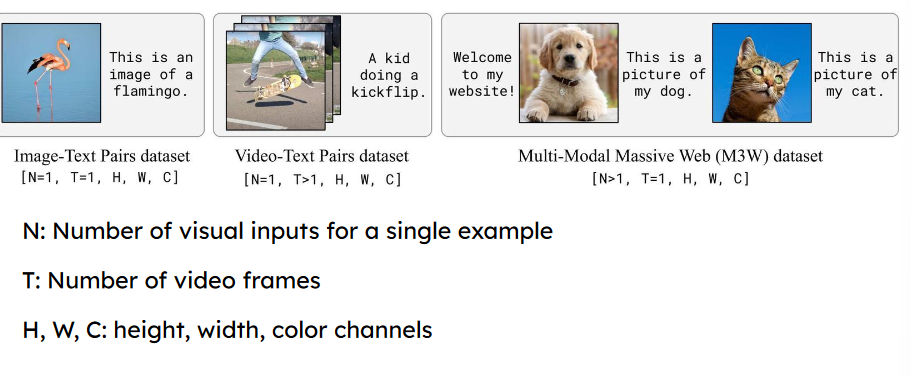 This is an
image of a
flamingo.
A kid
doing a
kickflip.
Welcome
to my
website!
This is a
picture of
my dog.
This is a
picture of
my cat.
Image-Text Pairs dataset
[N=1, T=1, H, W, C]
Video-Text Pairs dataset
[N=1, T>1, H, W, C]
Multi-Modal Massive Web (M3W) dataset
[N>1, T=1, H, W, C]
N: Number of visual inputs for a single example
T: Number of video frames
H, W, C: height, width, color channels